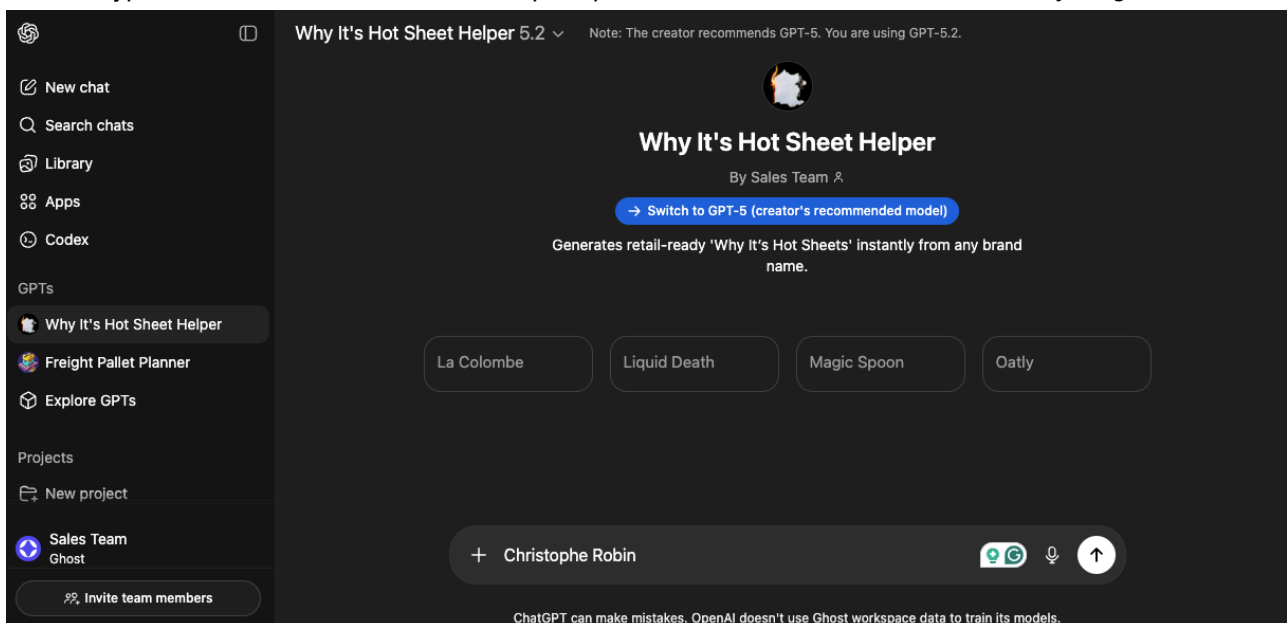 Why It's Hot Sheet Helper 5.2
Note: The creator recommends GPT-5. You are using GPT-5.2.
New chat
Search chats
Library
Apps
Codex
GPTs
Why It's Hot Sheet Helper
Freight Pallet Planner
Explore GPTs
Projects
New project
Sales Team
Ghost
Invite team members
Why It's Hot Sheet Helper
By Sales Team
→ Switch to GPT-5 (creator's recommended model)
Generates retail-ready 'Why It’s Hot Sheets' instantly from any brand
name.
La Colombe
Liquid Death
Magic Spoon
Oatly
Christophe Robin
ChatGPT can make mistakes. OpenAI doesn't use Ghost workspace data to train its models.